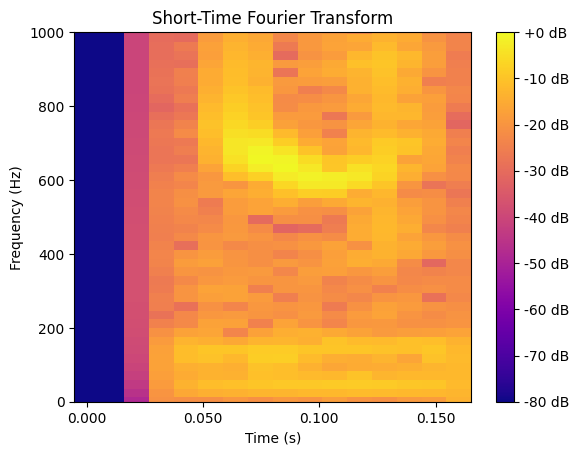 Short-Time Fourier Transform
1000
800
600
400
200
0
Frequency (Hz)
0.000
0.050
0.100
0.150
Time (s)
+0 dB
-10 dB
-20 dB
-30 dB
-40 dB
-50 dB
-60 dB
-70 dB
-80 dB